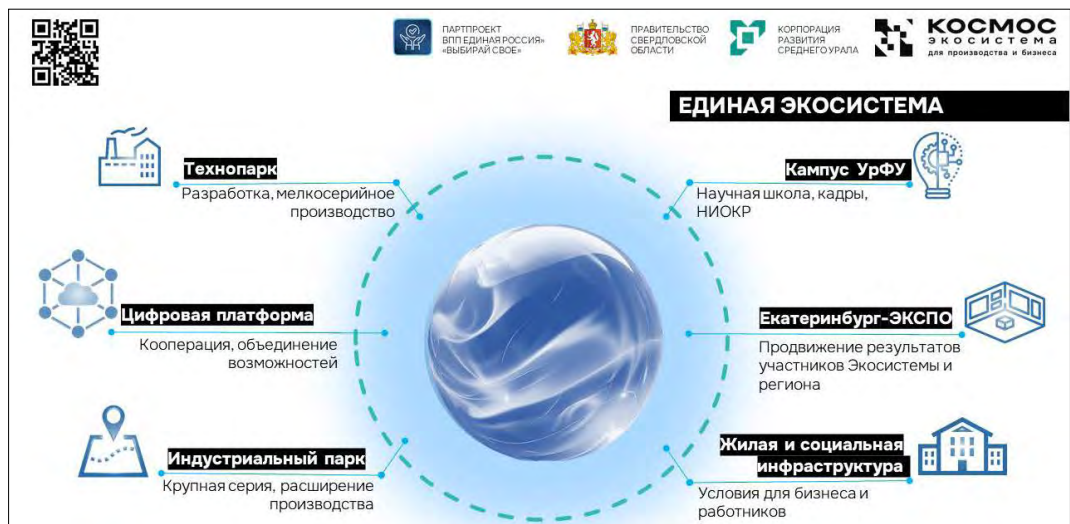 ПАРТПРОЕКТ
ВПП ЕДИНАЯ РОССИЯ»
«ВЫБИРАЙ СВОЕ»
ПРАВИТЕЛЬСТВО
СВЕРДЛОВСКОЙ
ОБЛАСТИ
КОРПОРАЦИЯ
РАЗВИТИЯ
СРЕДНЕГО УРАЛА
КОСМОС
экосистема
для производства и бизнеса
ЕДИНАЯ ЭКОСИСТЕМА
Технопарк
Разработка, мелкосерийное
производство
Кампус УрФУ
Научная школа, кадры,
НИОКР
Цифровая платформа
Кооперация, объединение
возможностей
Екатеринбург-ЭКСПО
Продвижение результатов
участников Экосистемы и
региона
Индустриальный парк
Крупная серия, расширение
производства
Жилая и социальная
инфраструктура
Условия для бизнеса и
работников